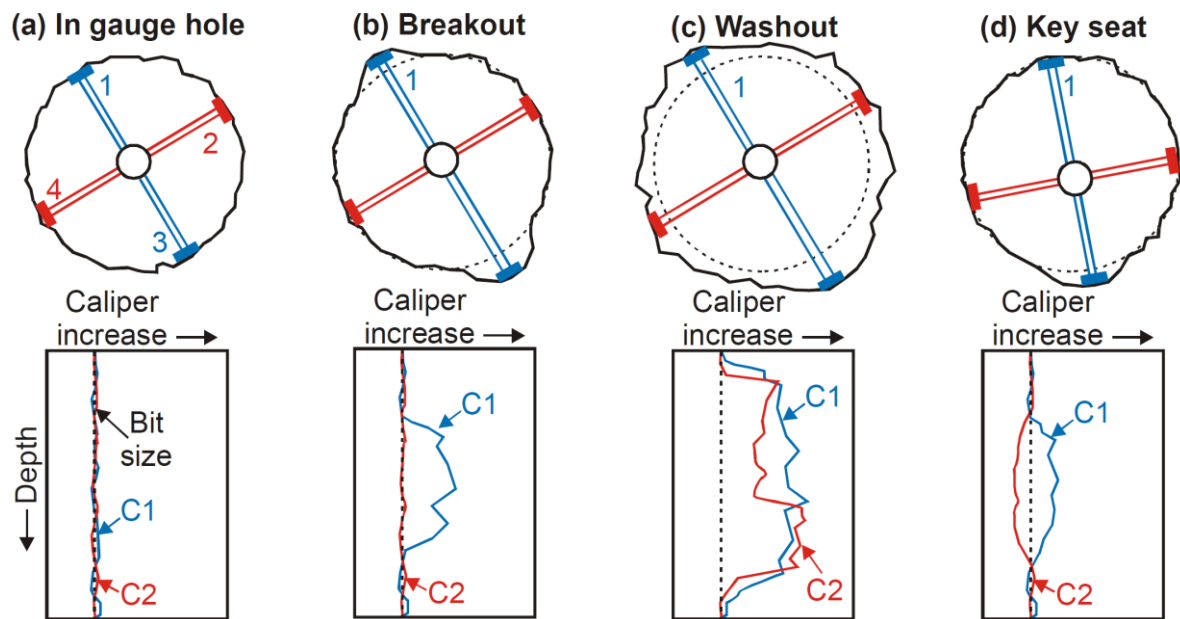 (a) In gauge hole
(b) Breakout
(c) Washout
(d) Key seat
1
2
4
3
1
1
1
Caliper
increase →
Caliper
increase →
Caliper
increase →
Caliper
increase →
← Depth
Bit
size
C1
C2
C1
C2
C1
C2
C1
C2